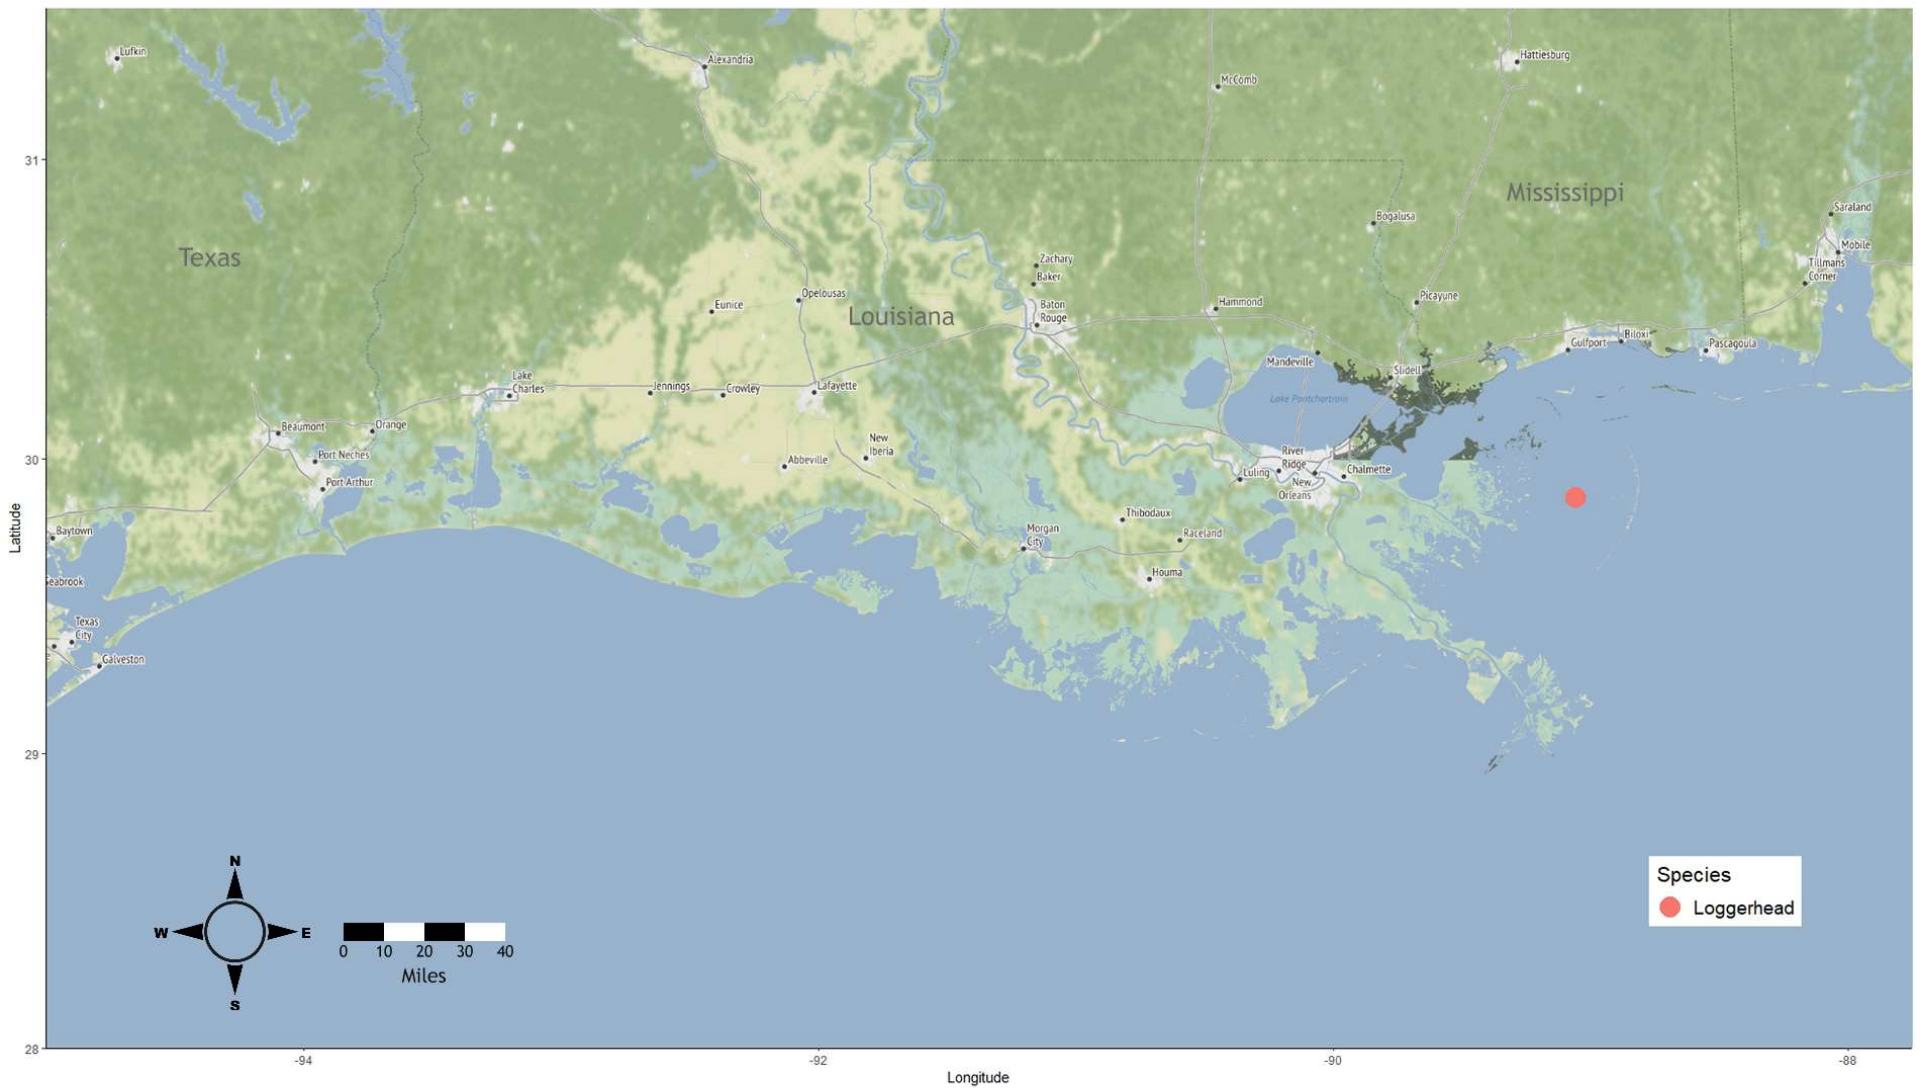 Lufkin
Alexandria
Hattiesburg
McComb
31
Mississippi
Saraland
Bogalusa
Mobile
Texas
Zachary
Tillmans
Corner
Baker
Opelousas
Picayune
Eunice
Baton
Rouge
Hammond
Louisiana
Biloxi
Gulfport
Pascagoula
Mandeville
Slidell
Lake
Charles
Jennings
Crowley
Lafayette
Lake Pontchartrain
Beaumont
Orange
New
Iberia
Port Neches
30
Abbeville
River
Ridge
Luling
Chalmette
New
Orleans
Port Arthur
Thibodaux
Baytown
Morgan
City
Raceland
Latitude
Houma
eabrook
Texas
City
Galveston
29
N
W
E
S
0 10 20 30 40
Miles
Species
Loggerhead
28
-94 -92 -90 -88
Longitude